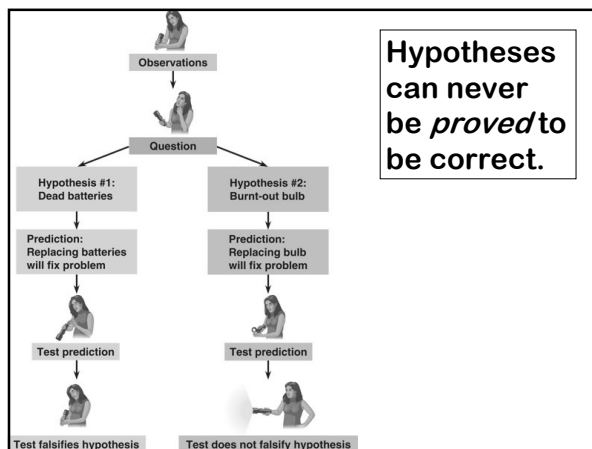 Observations
Question
Hypothesis #1:
Dead batteries
Prediction:
Replacing batteries
will fix problem
Test prediction
Test falsifies hypothesis
Hypothesis #2:
Burnt-out bulb
Prediction:
Replacing bulb
will fix problem
Test prediction
Test does not falsify hypothesis
Hypotheses
can never
be proved to
be correct.